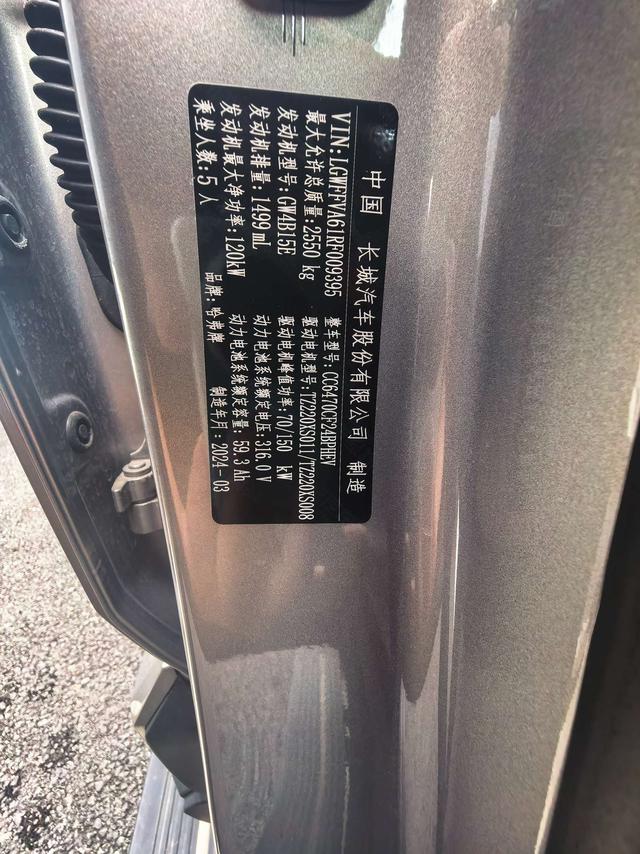 中国 长城汽车股份有限公司 制造
VIN:LGWFFVA61RF009395 整车型号:CC6470CF24BPHEV
最大允许总质量:2550 kg 驱动电机型号:TZ220XS011/TZ220XS008
发动机型号:GW4B15E 驱动电机峰值功率:70/150 kW
发动机排量:1499mL 动力电池系统额定电压:316.0 V
发动机最大净功率:120kW 动力电池系统额定容量:59.3 Ah
乘坐人数:5人 品牌:哈弗牌 制造年月:2024-03